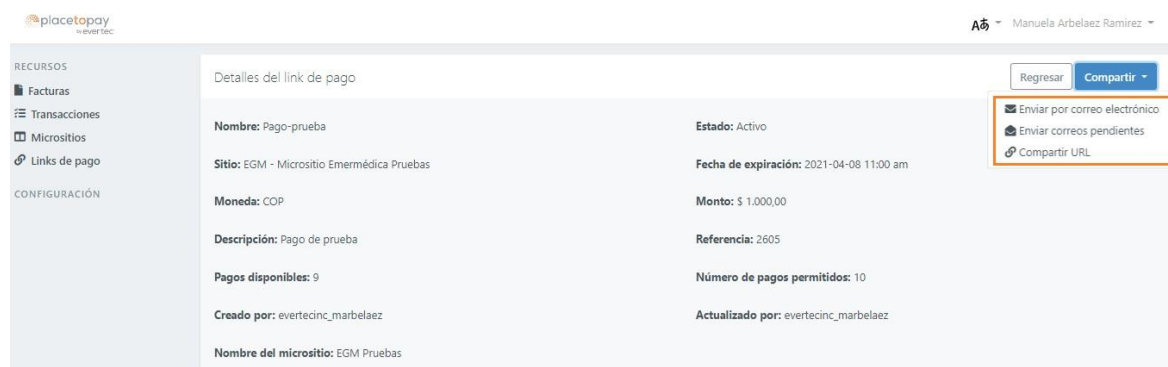 placetopay
by evertec
Aあ Manuela Arbelaez Ramirez
RECURSOS
Facturas
Transacciones
Micrositios
Links de pago
CONFIGURACIÓN
Detalles del link de pago
Regresar Compartir
Enviar por correo electrónico
Enviar correos pendientes
Compartir URL
Nombre: Pago-prueba Estado: Activo
Sitio: EGM - Micrositio Emermédica Pruebas Fecha de expiración: 2021-04-08 11:00 am
Moneda: COP Monto: $ 1.000,00
Descripción: Pago de prueba Referencia: 2605
Pagos disponibles: 9 Número de pagos permitidos: 10
Creado por: evertecinc_marbelaez Actualizado por: evertecinc_marbelaez
Nombre del micrositio: EGM Pruebas